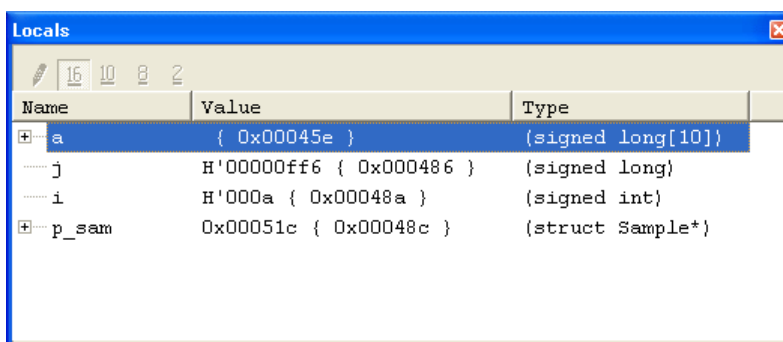 Locals
16 10 8 2
Name Value Type
a { 0x00045e } (signed long[10])
j H'00000ff6 { 0x000486 } (signed long)
i H'000a { 0x00048a } (signed int)
p_sam 0x00051c { 0x00048c } (struct Sample*)